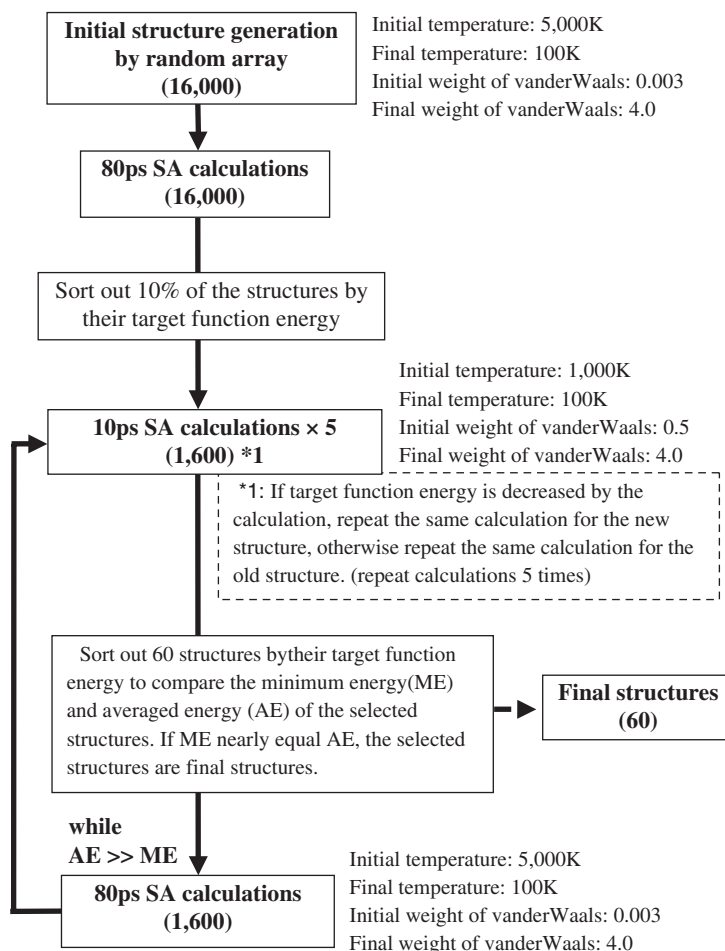 Initial structure generation
by random array
(16,000)
Initial temperature: 5,000K
Final temperature: 100K
Initial weight of vanderWaals: 0.003
Final weight of vanderWaals: 4.0
80ps SA calculations
(16,000)
Sort out 10% of the structures by
their target function energy
Initial temperature: 1,000K
Final temperature: 100K
Initial weight of vanderWaals: 0.5
Final weight of vanderWaals: 4.0
10ps SA calculations × 5
(1,600) *1
*1: If target function energy is decreased by the
calculation, repeat the same calculation for the new
structure, otherwise repeat the same calculation for the
old structure. (repeat calculations 5 times)
Sort out 60 structures bytheir target function
energy to compare the minimum energy(ME)
and averaged energy (AE) of the selected
structures. If ME nearly equal AE, the selected
structures are final structures.
Final structures
(60)
while
AE >> ME
80ps SA calculations
(1,600)
Initial temperature: 5,000K
Final temperature: 100K
Initial weight of vanderWaals: 0.003
Final weight of vanderWaals: 4.0